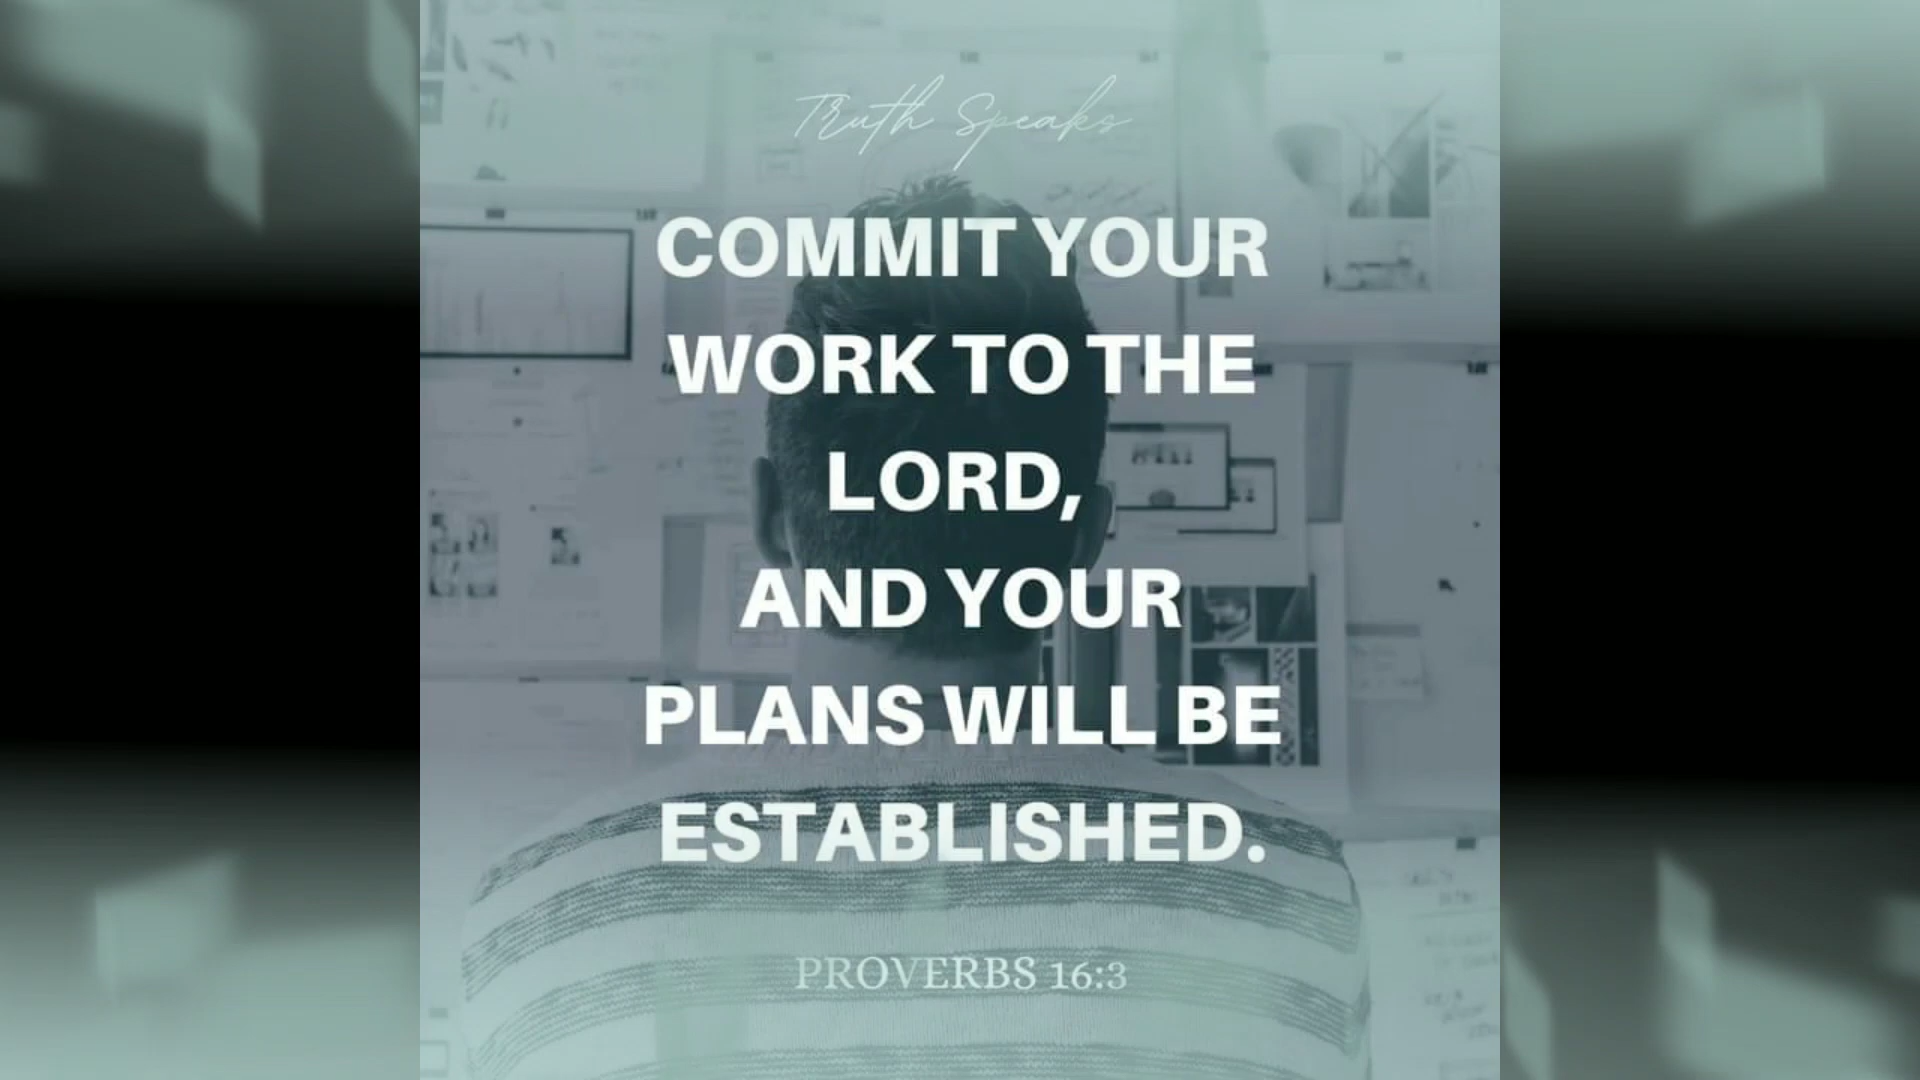 Truth Speaks
COMMIT YOUR
WORK TO THE
LORD,
AND YOUR
PLANS WILL BE
ESTABLISHED.
PROVERBS 16:3